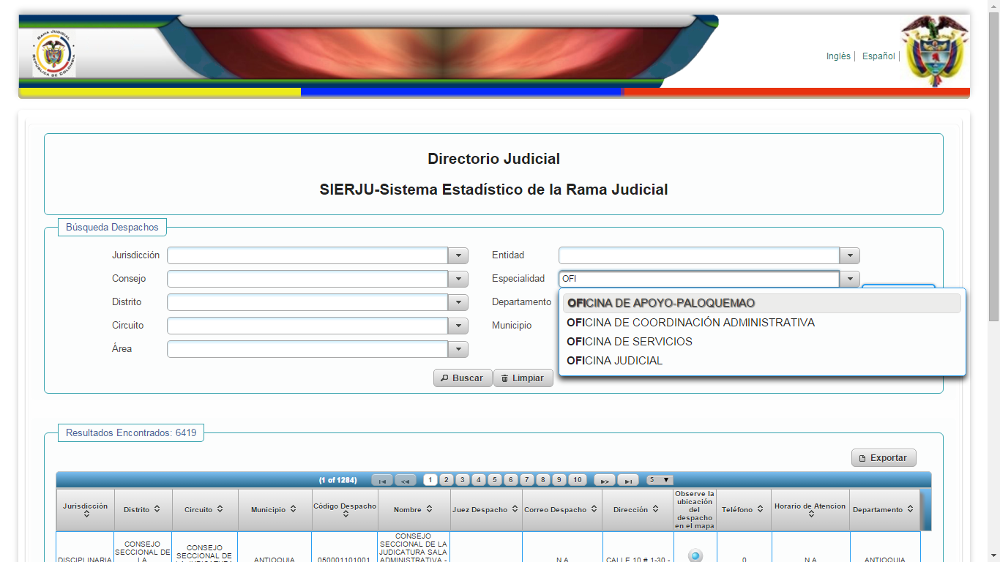 RAMA JUDICIAL
REPÚBLICA DE COLOMBIA
Inglés | Español |
Directorio Judicial
SIERJU-Sistema Estadístico de la Rama Judicial
Búsqueda Despachos
Jurisdicción
Entidad
Consejo
Especialidad OFI
Distrito
Departamento
Circuito
Municipio
Área
OFICINA DE APOYO-PALOQUEMAO
OFICINA DE COORDINACIÓN ADMINISTRATIVA
OFICINA DE SERVICIOS
OFICINA JUDICIAL
Buscar Limpiar
Resultados Encontrados: 6419
Exportar
(1 of 1284) 1 2 3 4 5 6 7 8 9 10 5
Jurisdicción
Distrito
Circuito
Municipio
Código Despacho
Nombre
Juez Despacho
Correo Despacho
Dirección
Observe la
ubicación
del
despacho
en el mapa
Teléfono
Horario de Atencion
Departamento
DISCIPLINARIA
CONSEJO
SECCIONAL DE
LA
CONSEJO
SECCIONAL DE
LA JUDICATURA
ANTIOQUIA
050001101001
CONSEJO
SECCIONAL DE LA
JUDICATURA SALA
ADMINISTRATIVA -
N.A
CALLE 10 # 1-30 -
0
N.A
ANTIOQUIA